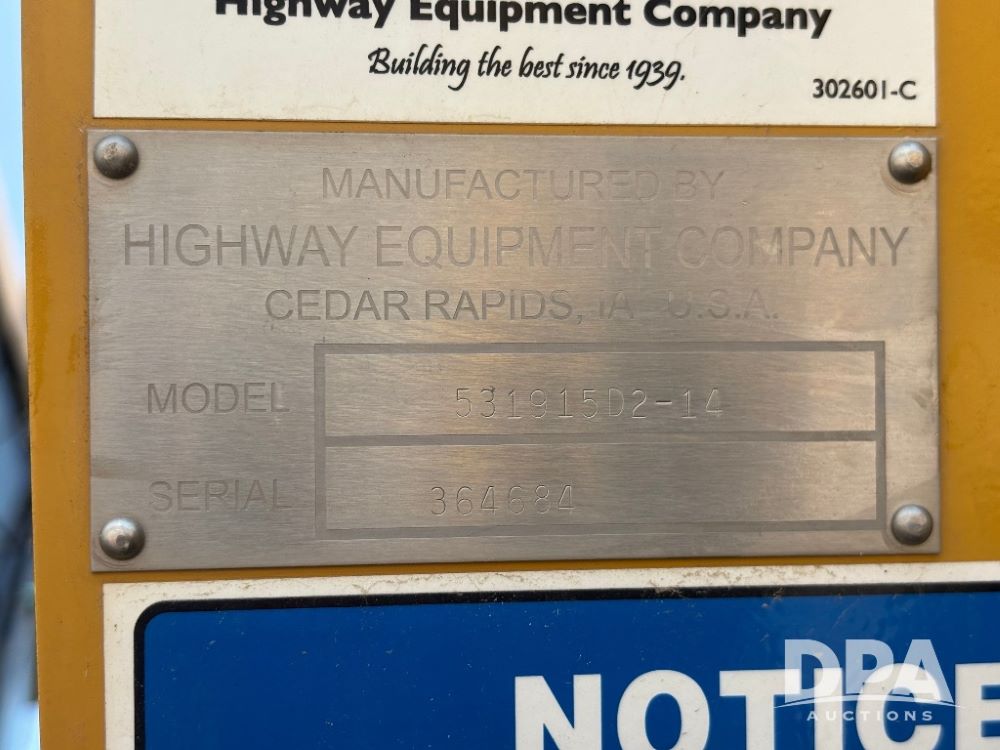 Highway Equipment Company
Building the best since 1939.
302601-C
MANUFACTURED BY
HIGHWAY EQUIPMENT COMPANY
CEDAR RAPIDS, IA U.S.A.
MODEL 531915D2-14
SERIAL 364684
NOTICE
DPA
AUCTIONS